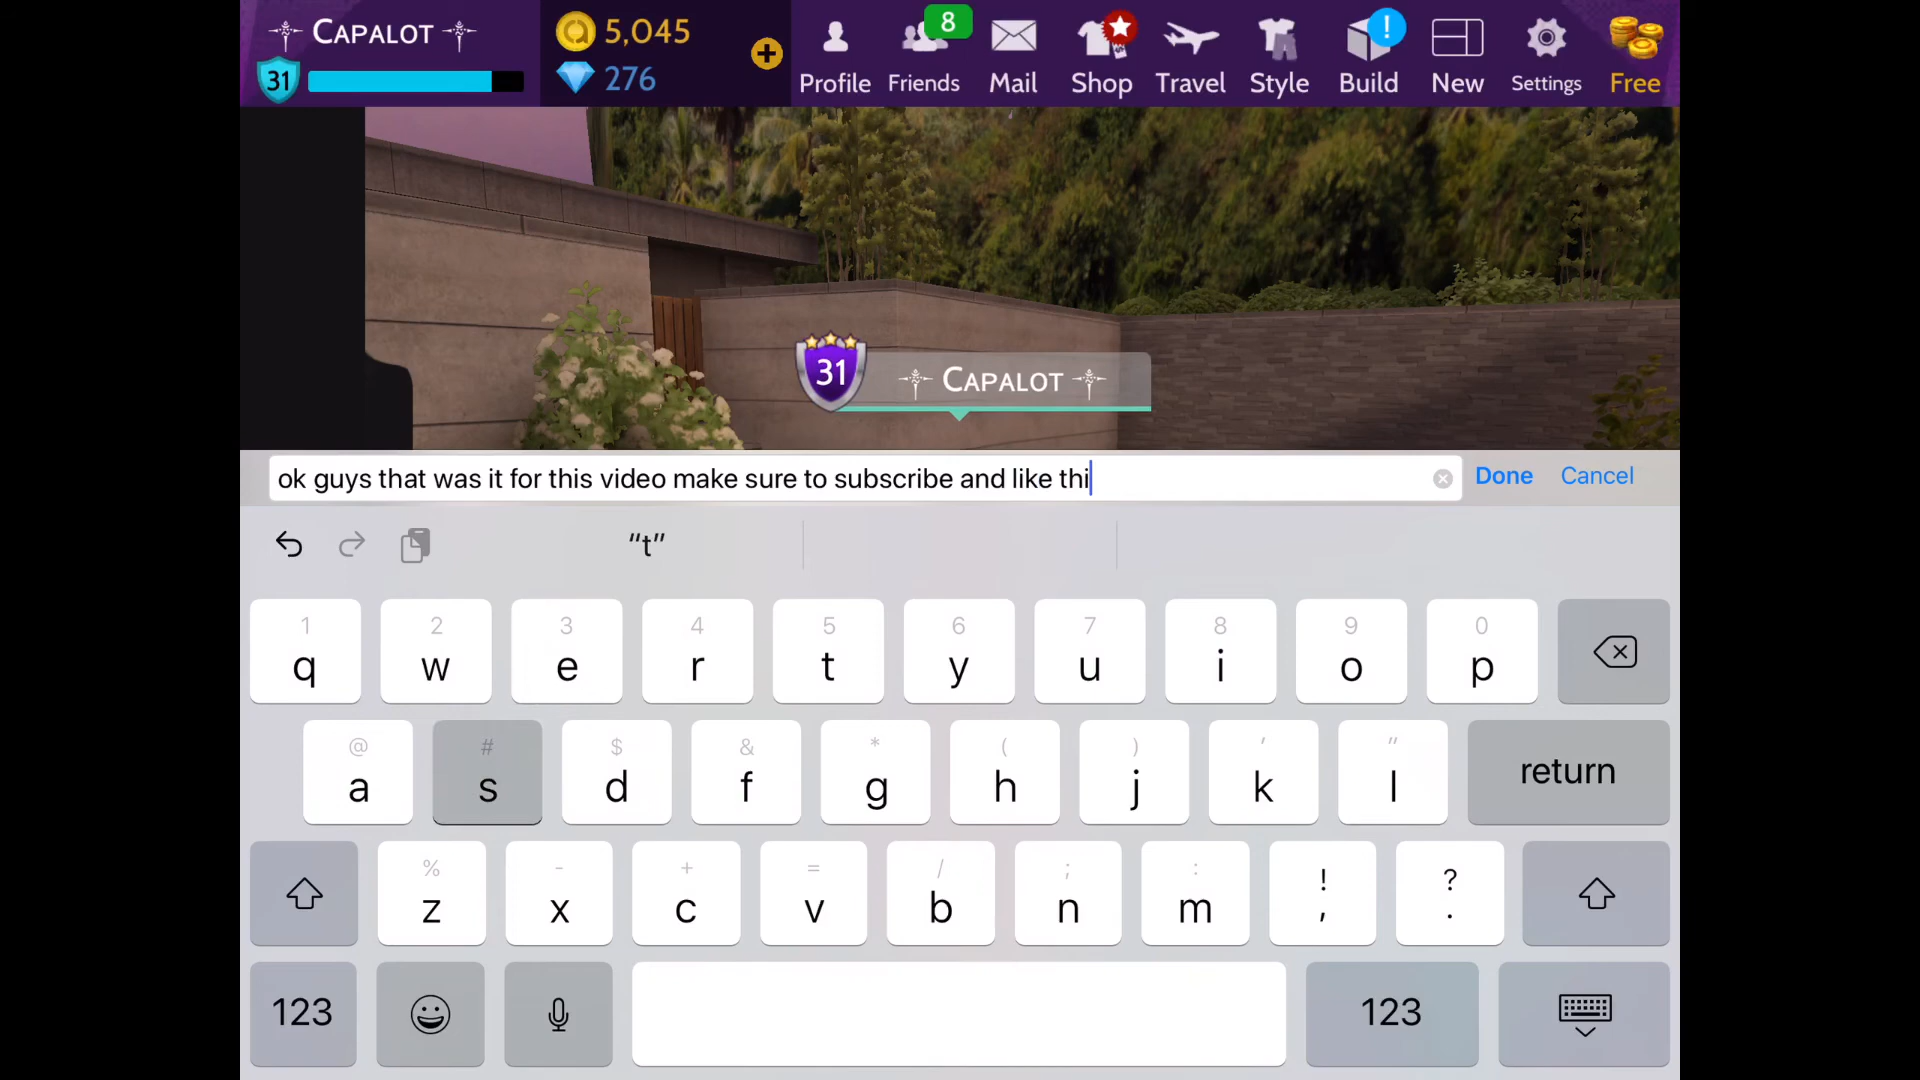 CAPALOT
31
5,045
276
8
!
Profile Friends Mail Shop Travel Style Build New Settings Free
31
CAPALOT
ok guys that was it for this video make sure to subscribe and like thi
Done Cancel
“t”
1 2 3 4 5 6 7 8 9 0
q w e r t y u i o p
@ # $ & * ( ) ' "
a s d f g h j k l return
% - + = / ; : ! ?
z x c v b n m , .
123 123